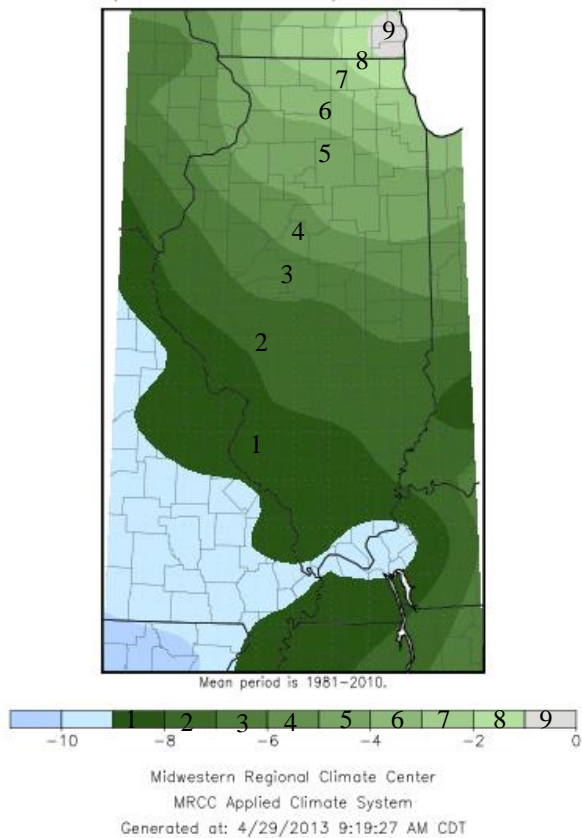 9
8
7
6
5
4
3
2
1
Mean period is 1981-2010.
1 2 3 4 5 6 7 8 9
-10 -8 -6 -4 -2 0
Midwestern Regional Climate Center
MRCC Applied Climate System
Generated at: 4/29/2013 9:19:27 AM CDT